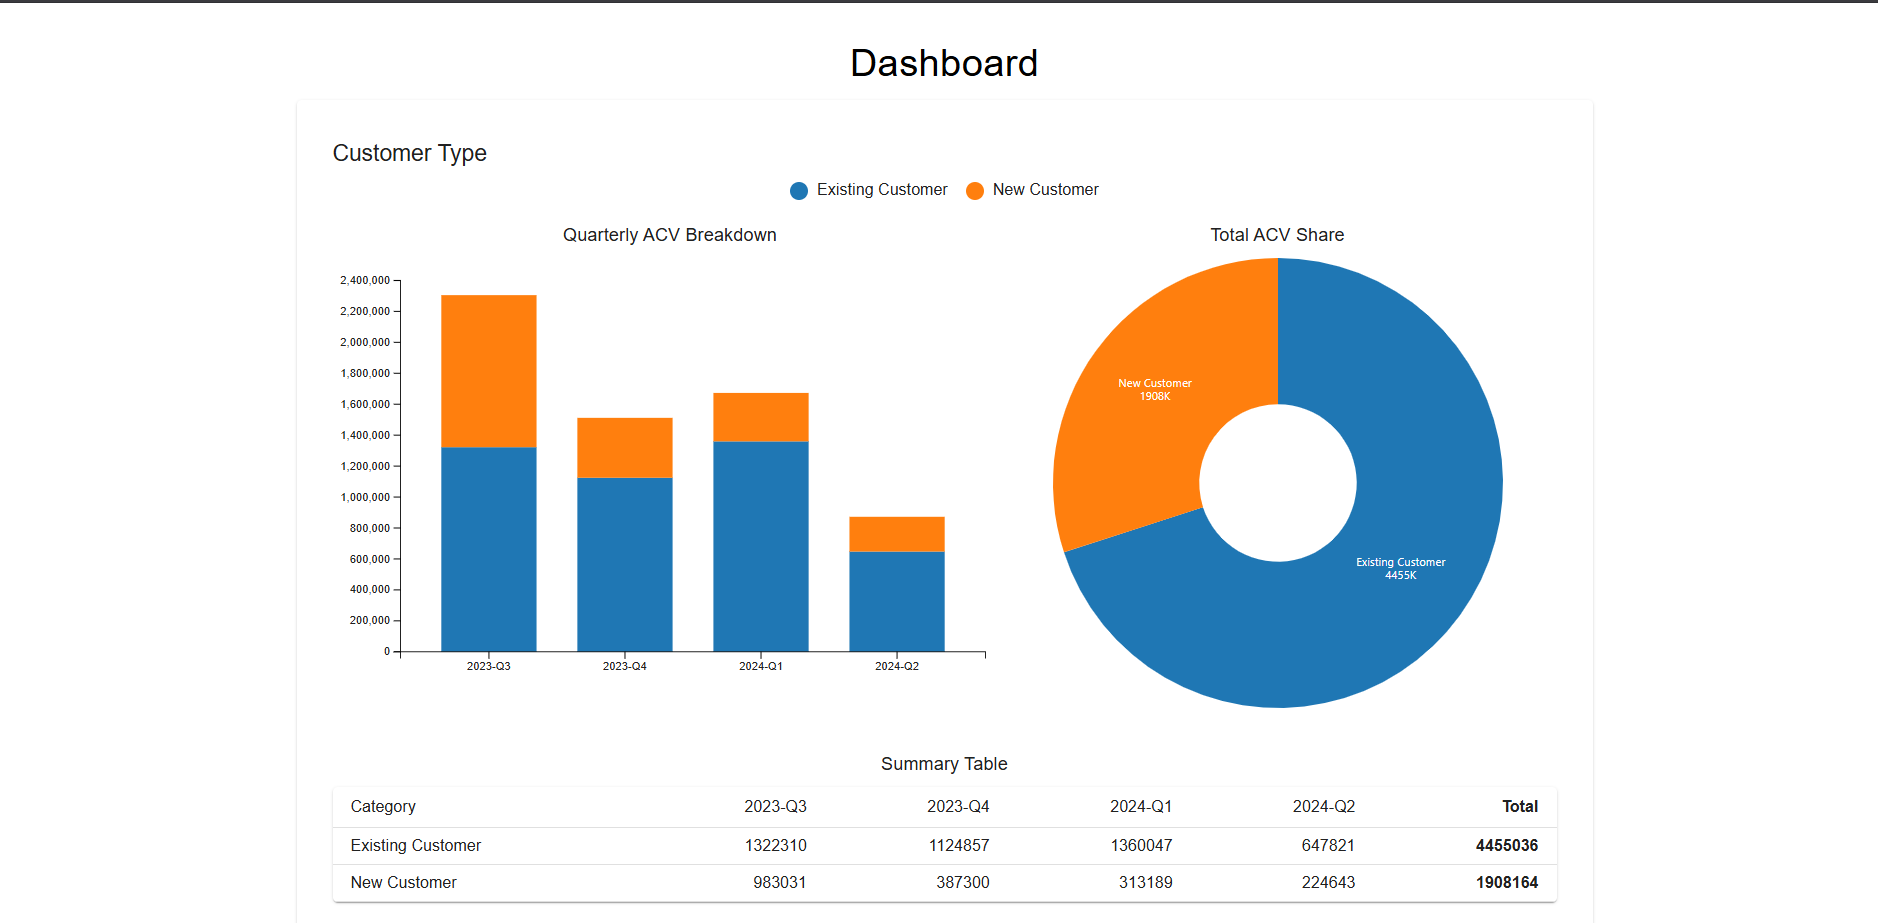 Dashboard
Customer Type
Existing Customer New Customer
Quarterly ACV Breakdown
2,400,000
2,200,000
2,000,000
1,800,000
1,600,000
1,400,000
1,200,000
1,000,000
800,000
600,000
400,000
200,000
0
2023-Q3 2023-Q4 2024-Q1 2024-Q2
Total ACV Share
New Customer
1908K
Existing Customer
4455K
Summary Table
Category 2023-Q3 2023-Q4 2024-Q1 2024-Q2 Total
Existing Customer 1322310 1124857 1360047 647821 4455036
New Customer 983031 387300 313189 224643 1908164